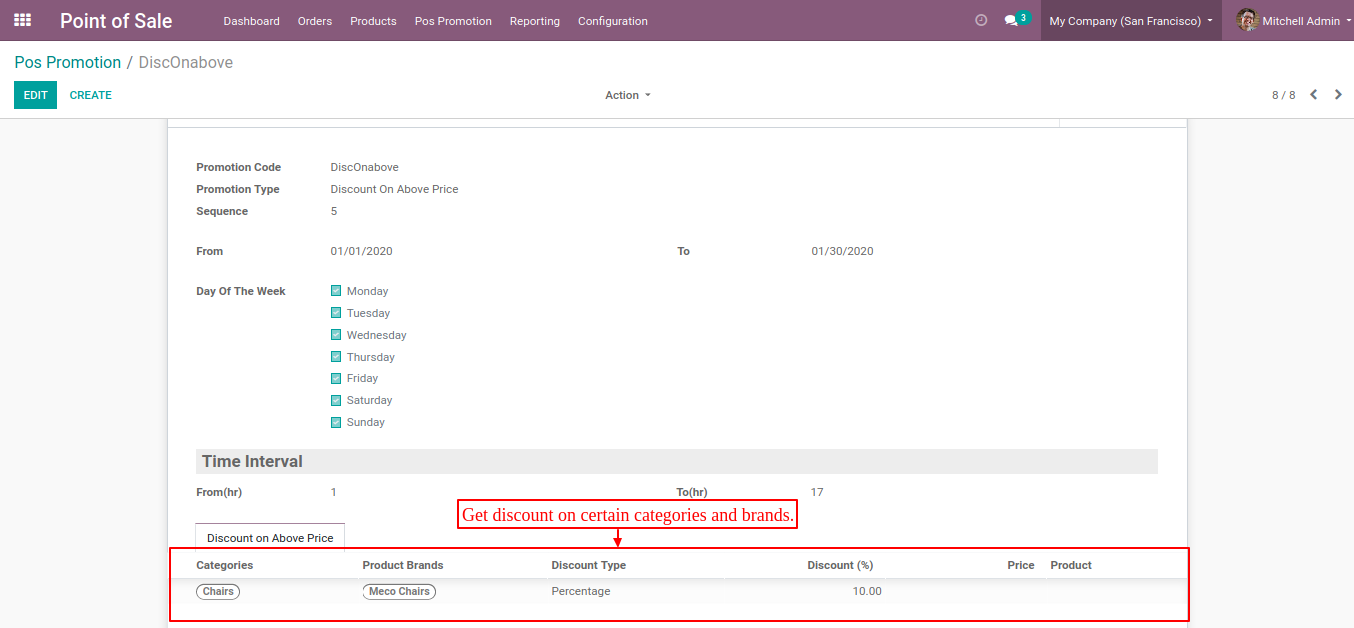 Point of Sale Dashboard Orders Products Pos Promotion Reporting Configuration 3 My Company (San Francisco) Mitchell Admin
Pos Promotion / DiscOnabove
EDIT CREATE Action 8 / 8
Promotion Code DiscOnabove
Promotion Type Discount On Above Price
Sequence 5
From 01/01/2020 To 01/30/2020
Day Of The Week Monday
Tuesday
Wednesday
Thursday
Friday
Saturday
Sunday
Time Interval
From(hr) 1 To(hr) 17
Get discount on certain categories and brands.
Discount on Above Price
Categories Product Brands Discount Type Discount (%) Price Product
Chairs Meco Chairs Percentage 10.00